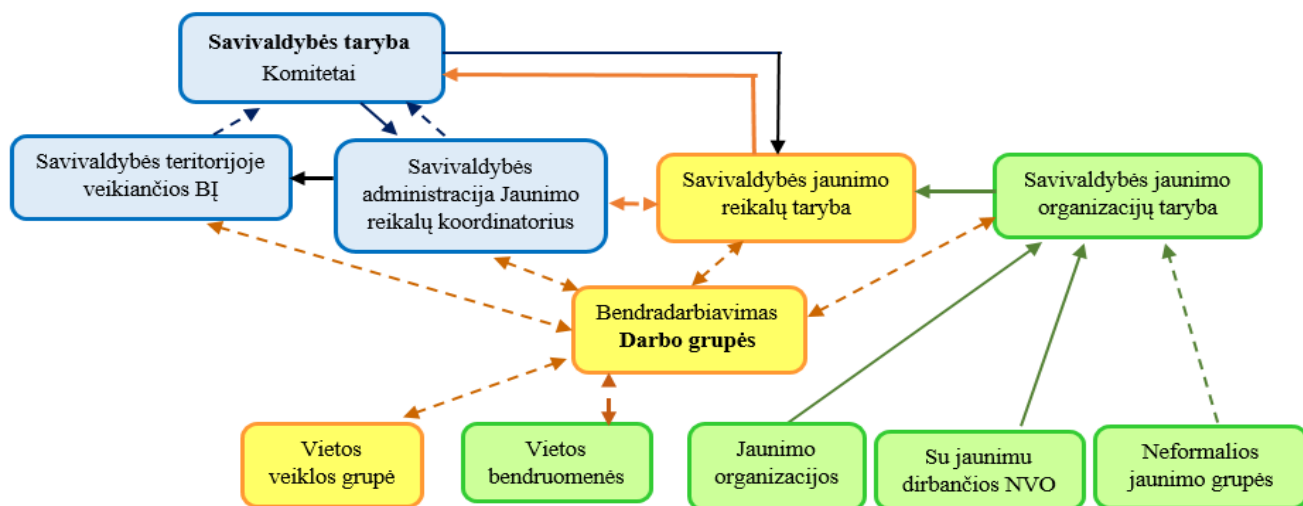 Savivaldybės taryba
Komitetai
Savivaldybės teritorijoje
veikiančios BĮ
Savivaldybės
administracija Jaunimo
reikalų koordinatorius
Savivaldybės jaunimo
reikalų taryba
Savivaldybės jaunimo
organizacijų taryba
Bendradarbiavimas
Darbo grupės
Vietos
veiklos grupė
Vietos
bendruomenės
Jaunimo
organizacijos
Su jaunimu
dirbančios NVO
Neformalios
jaunimo grupės